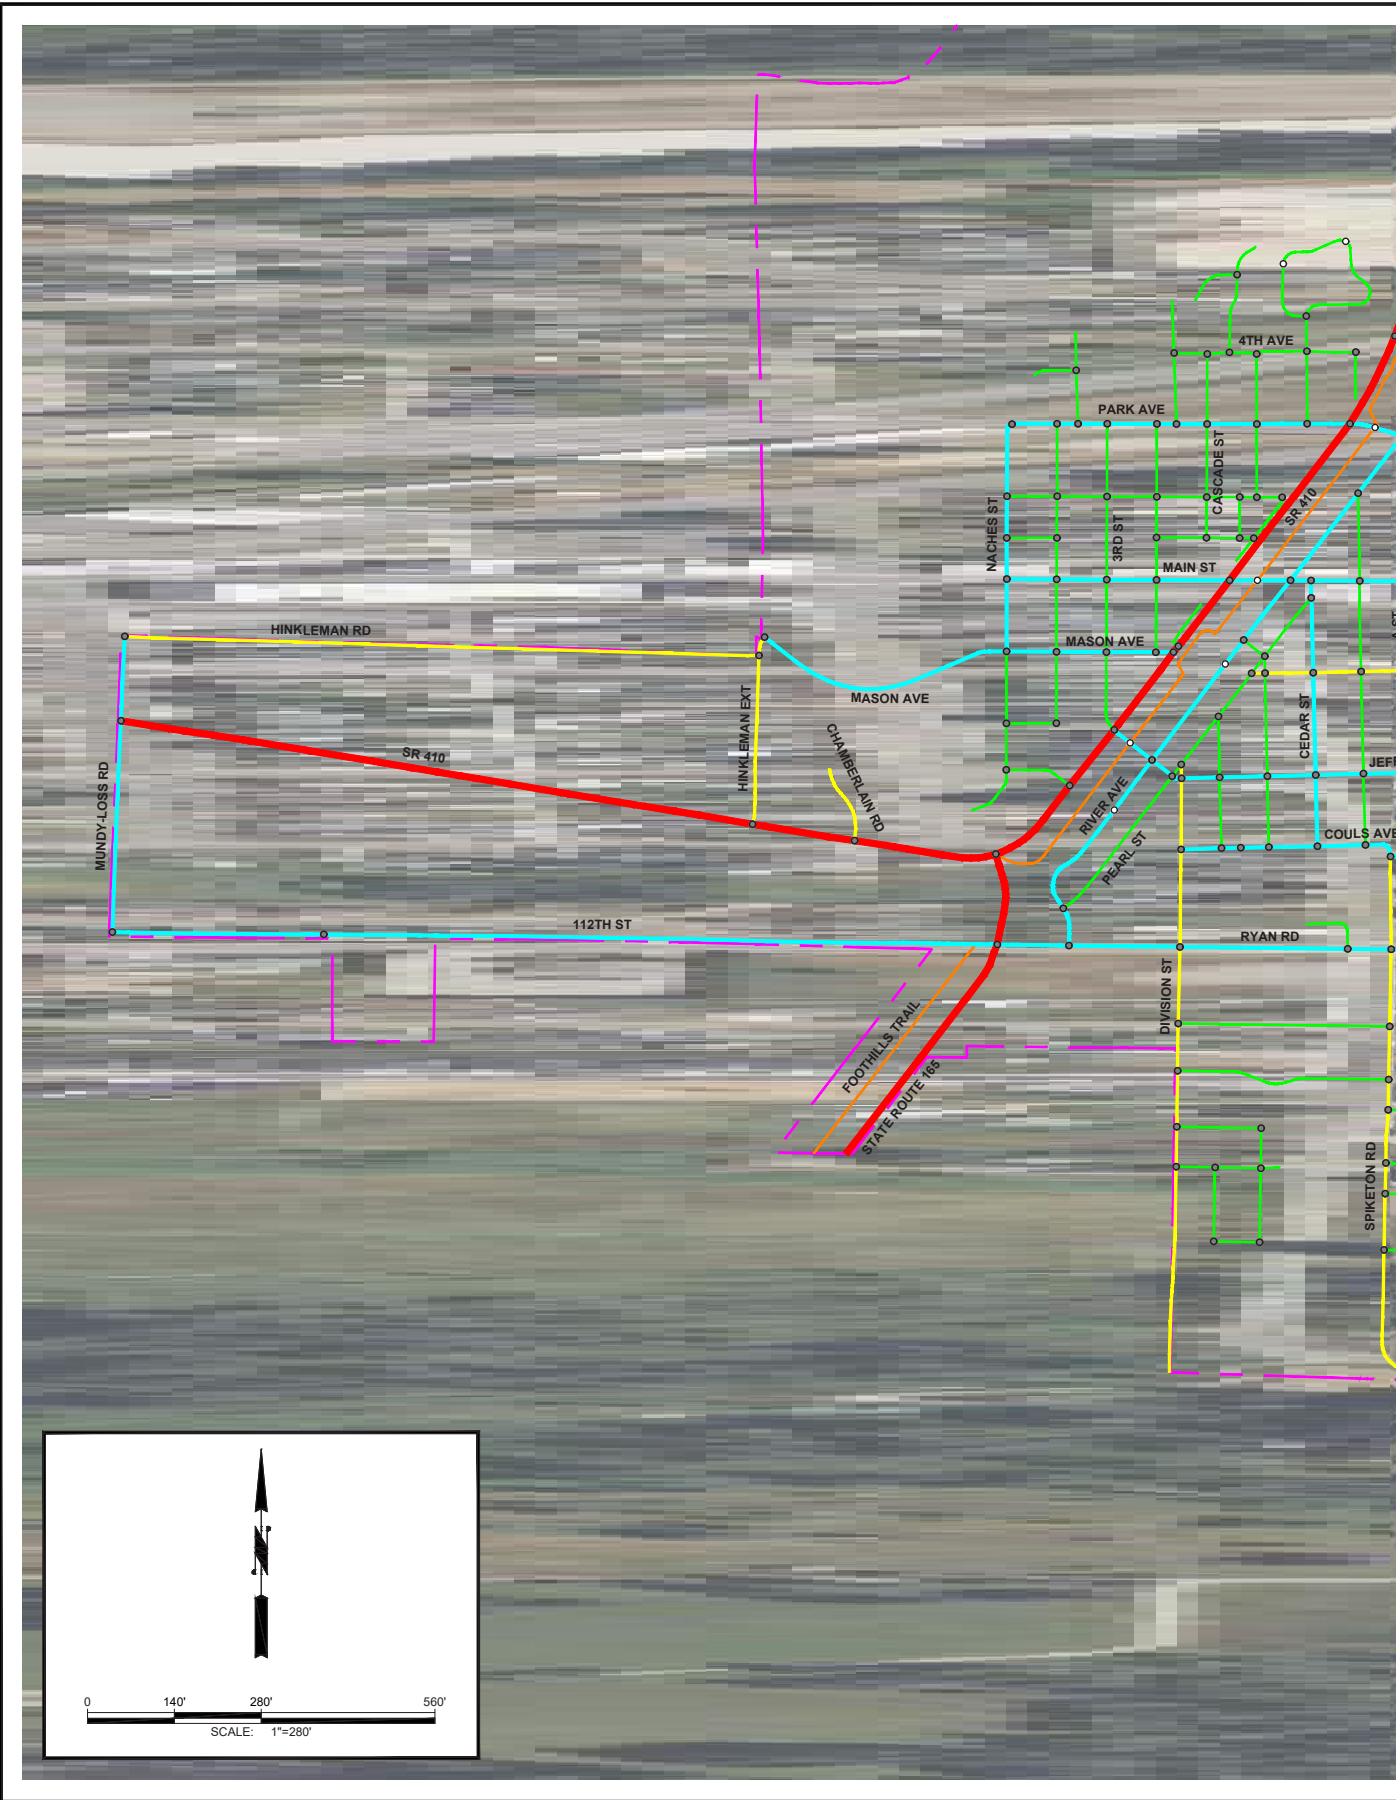 4TH AVE
PARK AVE
CASCADE ST
NACHES ST
3RD ST
SR 410
MAIN ST
HINKLEMAN RD
MASON AVE
MASON AVE
CEDAR ST
HINKLEMAN EXT
CHAMBERLAIN RD
SR 410
JEFF
MUNDY-LOSS RD
RIVER AVE
PEARL ST
COULS AVE
112TH ST
RYAN RD
DIVISION ST
FOOTHILLS TRAIL
STATE ROUTE 165
SPIKETON RD
0 140' 280' 560'
SCALE: 1"=280'